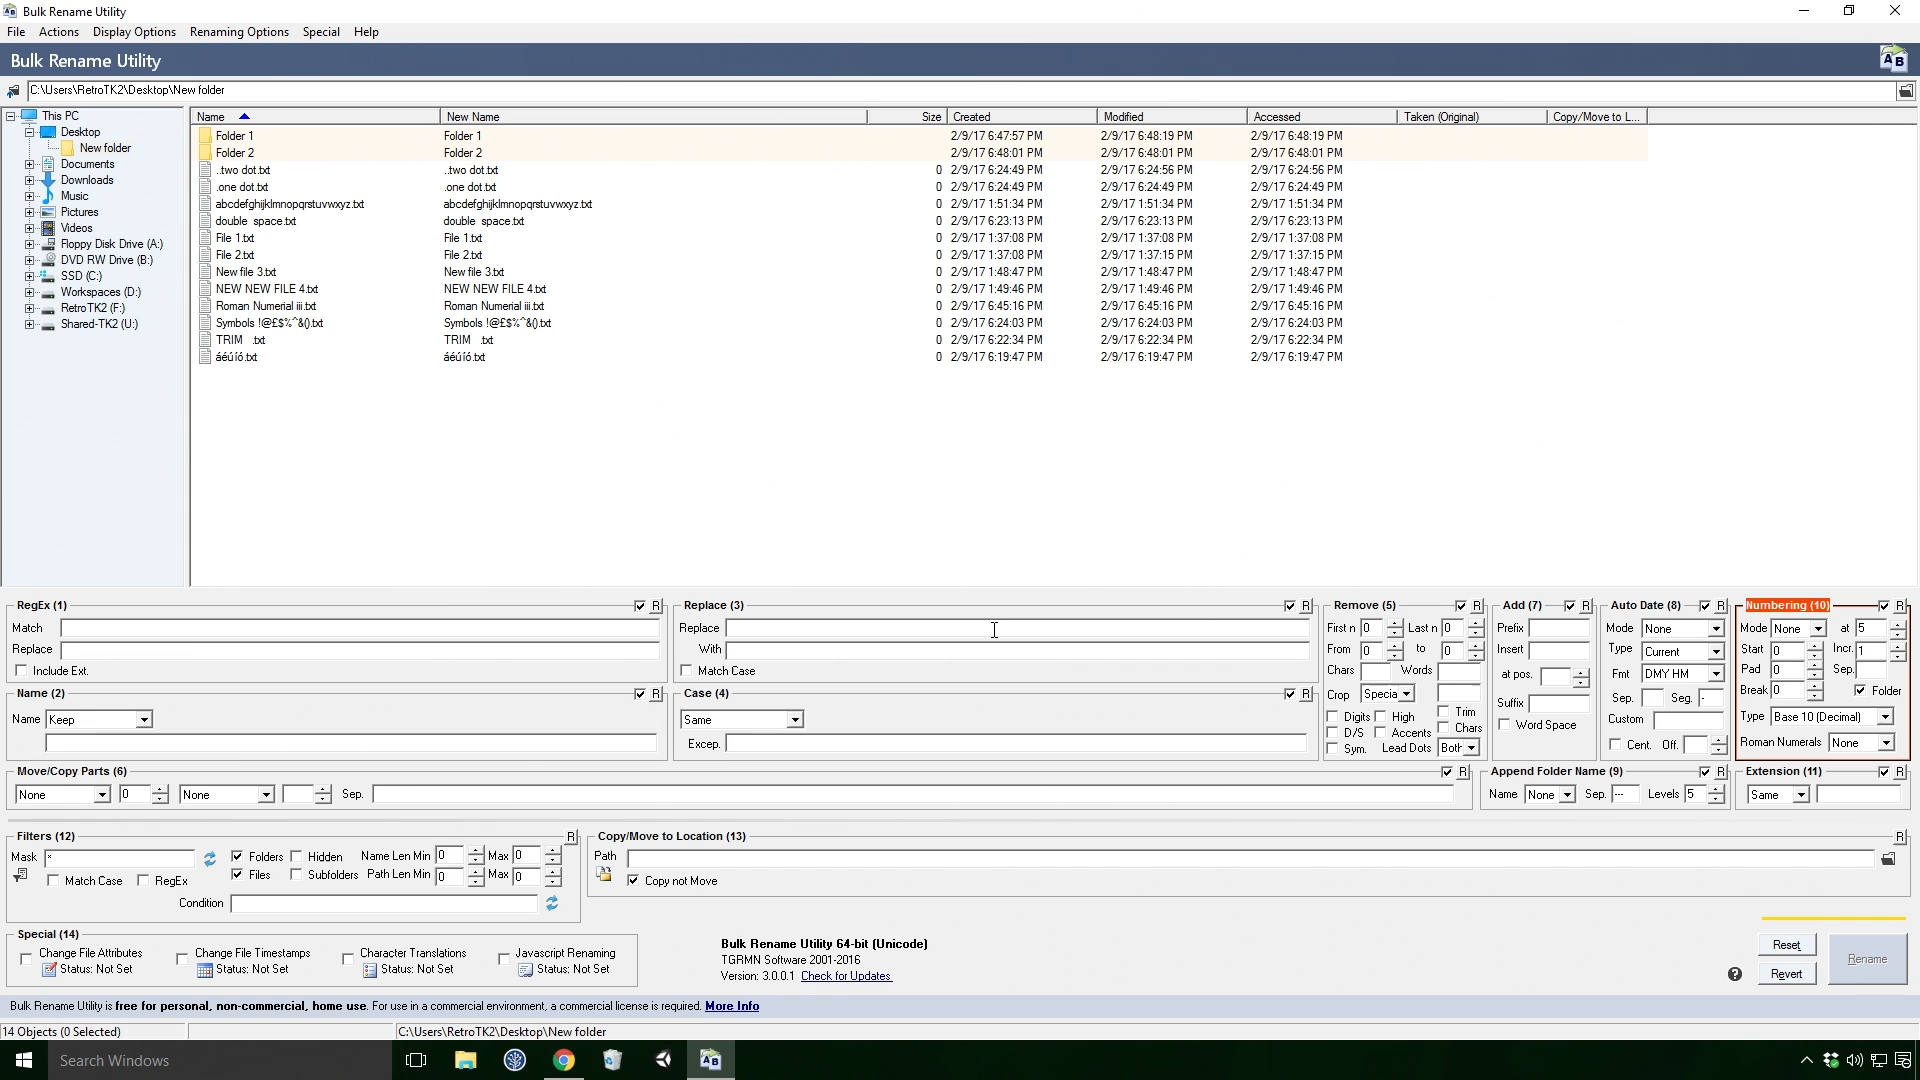 Bulk Rename Utility
File Actions Display Options Renaming Options Special Help
Bulk Rename Utility
C:\Users\RetroTK2\Desktop\New folder
This PC
Desktop
New folder
Documents
Downloads
Music
Pictures
Videos
Floppy Disk Drive (A:)
DVD RW Drive (B:)
SSD (C:)
Workspaces (D:)
RetroTK2 (F:)
Shared-TK2 (U:)
Name New Name Size Created Modified Accessed Taken (Original) Copy/Move to L...
Folder 1 Folder 1 2/9/17 6:47:57 PM 2/9/17 6:48:19 PM 2/9/17 6:48:19 PM
Folder 2 Folder 2 2/9/17 6:48:01 PM 2/9/17 6:48:01 PM 2/9/17 6:48:01 PM
..two dot.txt ..two dot.txt 0 2/9/17 6:24:49 PM 2/9/17 6:24:56 PM 2/9/17 6:24:56 PM
.one dot.txt .one dot.txt 0 2/9/17 6:24:49 PM 2/9/17 6:24:49 PM 2/9/17 6:24:49 PM
abcdefghijklmnopqrstuvwxyz.txt abcdefghijklmnopqrstuvwxyz.txt 0 2/9/17 1:51:34 PM 2/9/17 1:51:34 PM 2/9/17 1:51:34 PM
double  space.txt double  space.txt 0 2/9/17 6:23:13 PM 2/9/17 6:23:13 PM 2/9/17 6:23:13 PM
File 1.txt File 1.txt 0 2/9/17 1:37:08 PM 2/9/17 1:37:08 PM 2/9/17 1:37:08 PM
File 2.txt File 2.txt 0 2/9/17 1:37:08 PM 2/9/17 1:37:15 PM 2/9/17 1:37:15 PM
New file 3.txt New file 3.txt 0 2/9/17 1:48:47 PM 2/9/17 1:48:47 PM 2/9/17 1:48:47 PM
NEW NEW FILE 4.txt NEW NEW FILE 4.txt 0 2/9/17 1:49:46 PM 2/9/17 1:49:46 PM 2/9/17 1:49:46 PM
Roman Numerial iii.txt Roman Numerial iii.txt 0 2/9/17 6:45:16 PM 2/9/17 6:45:16 PM 2/9/17 6:45:16 PM
Symbols !@£$%^&().txt Symbols !@£$%^&().txt 0 2/9/17 6:24:03 PM 2/9/17 6:24:03 PM 2/9/17 6:24:03 PM
TRIM   .txt TRIM   .txt 0 2/9/17 6:22:34 PM 2/9/17 6:22:34 PM 2/9/17 6:22:34 PM
áéúíó.txt áéúíó.txt 0 2/9/17 6:19:47 PM 2/9/17 6:19:47 PM 2/9/17 6:19:47 PM
RegEx (1) R
Match
Replace
Include Ext.
Name (2) R
Name Keep
Replace (3) R
Replace
With
Match Case
Case (4) R
Same
Excep.
Remove (5) R
First n 0 Last n 0
From 0 to 0
Chars Words
Crop Specia
Digits High Trim
D/S Accents Chars
Sym. Lead Dots Both
Add (7) R
Prefix
Insert
at pos.
Suffix
Word Space
Auto Date (8) R
Mode None
Type Current
Fmt DMY HM
Sep. Seg. -
Custom
Cent. Off.
Numbering (10) R
Mode None at 5
Start 0 Incr. 1
Pad 0 Sep.
Break 0 Folder
Type Base 10 (Decimal)
Roman Numerals None
Move/Copy Parts (6) R
None 0 None Sep.
Append Folder Name (9) R
Name None Sep. --- Levels 5
Extension (11) R
Same
Filters (12) R
Mask * Folders Hidden Name Len Min 0 Max 0
Match Case RegEx Files Subfolders Path Len Min 0 Max 0
Condition
Copy/Move to Location (13) R
Path
Copy not Move
Special (14)
Change File Attributes Change File Timestamps Character Translations Javascript Renaming
Status: Not Set Status: Not Set Status: Not Set Status: Not Set
Bulk Rename Utility 64-bit (Unicode)
TGRMN Software 2001-2016
Version: 3.0.0.1 Check for Updates
?
Reset
Revert
Rename
Bulk Rename Utility is free for personal, non-commercial, home use. For use in a commercial environment, a commercial license is required. More Info
14 Objects (0 Selected) C:\Users\RetroTK2\Desktop\New folder
Search Windows